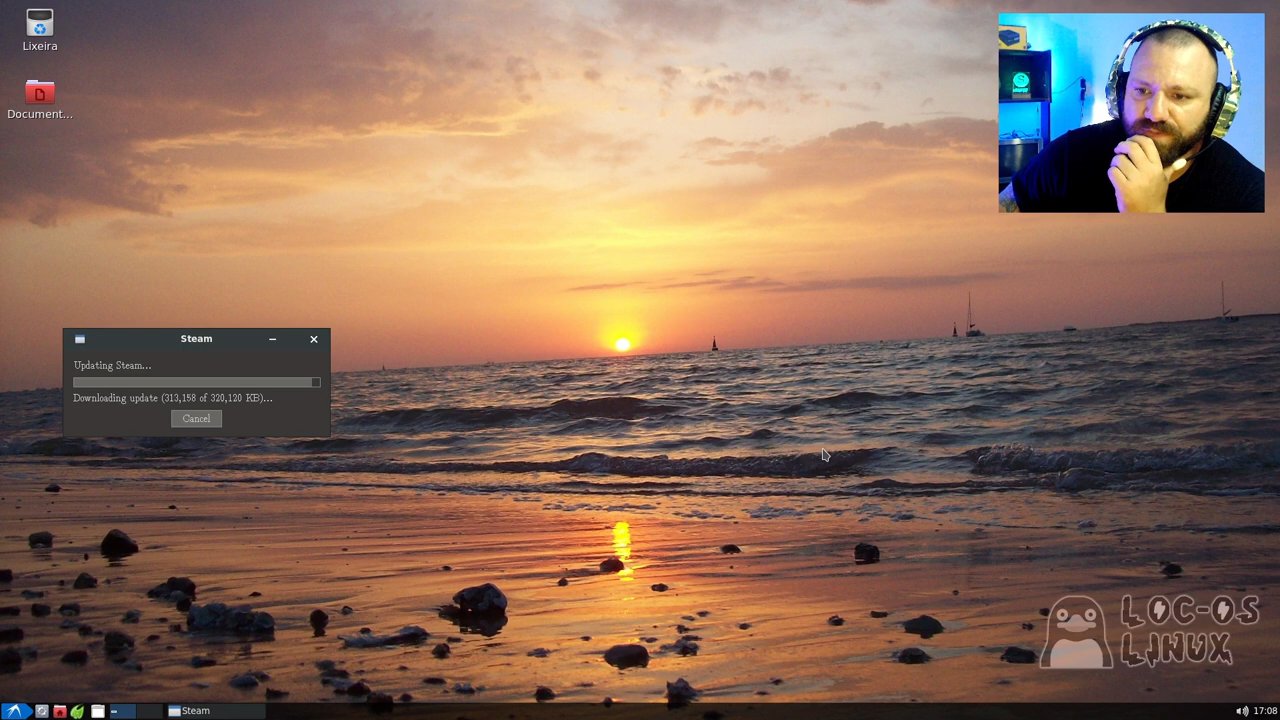 Lixeira
Document...
Steam
Updating Steam...
Downloading update (313,158 of 320,120 KB)...
Cancel
LOC-OS
LINUX
Steam
17:08